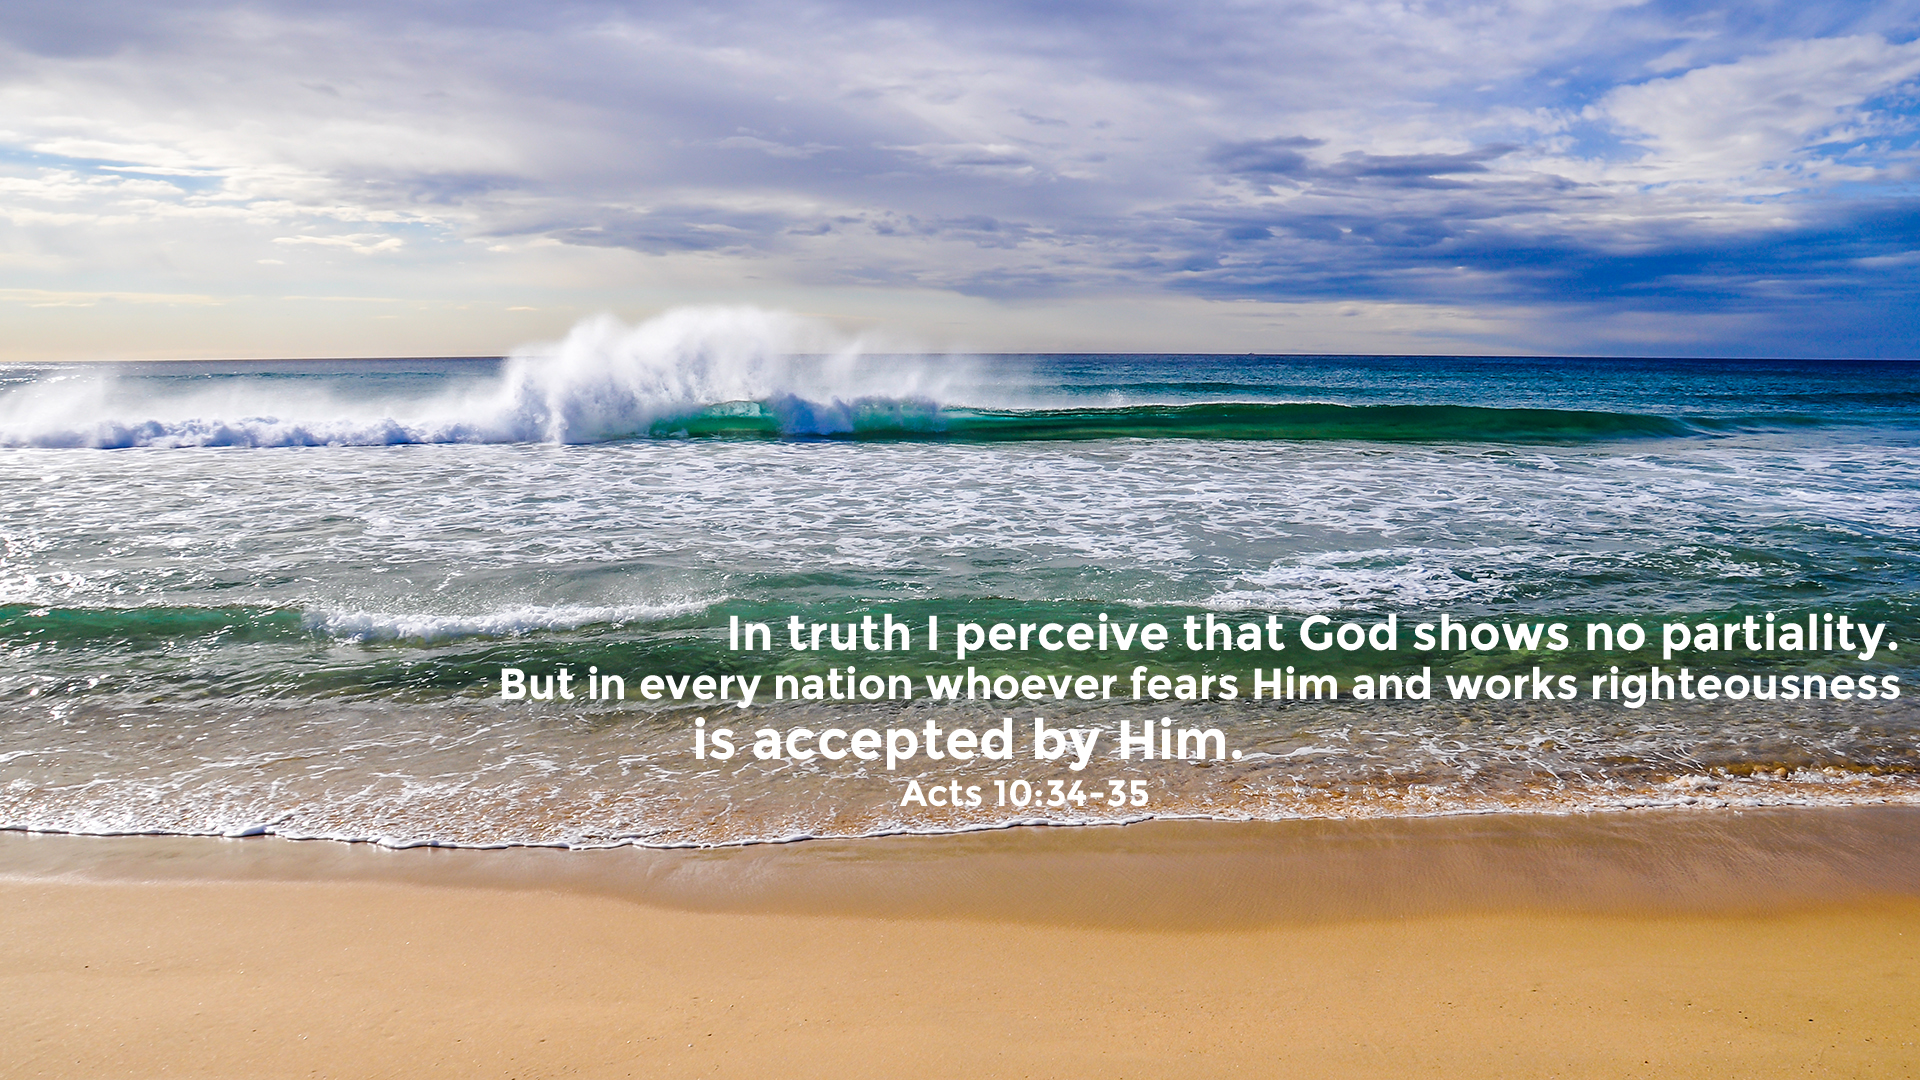 In truth I perceive that God shows no partiality.
But in every nation whoever fears Him and works righteousness
is accepted by Him.
Acts 10:34-35